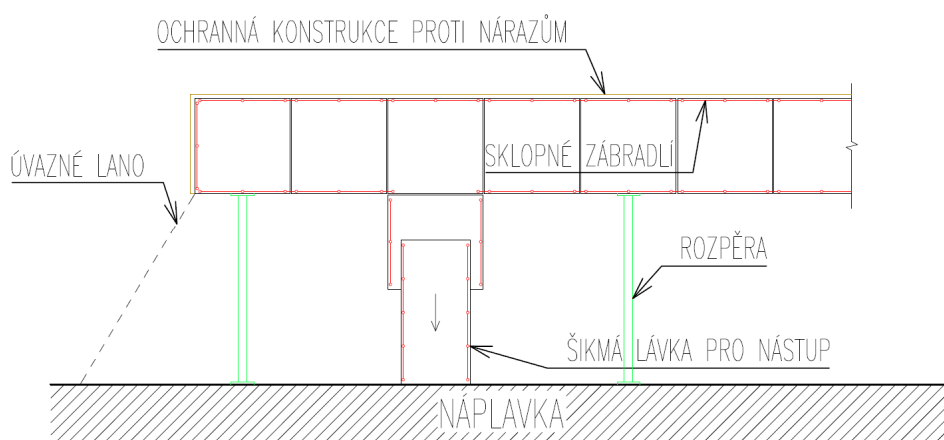 OCHRANNÁ KONSTRUKCE PROTI NÁRAZŮM
SKLOPNÉ ZÁBRADLÍ
ÚVAZNÉ LANO
ROZPĚRA
ŠIKMÁ LÁVKA PRO NÁSTUP
NÁPLAVKA